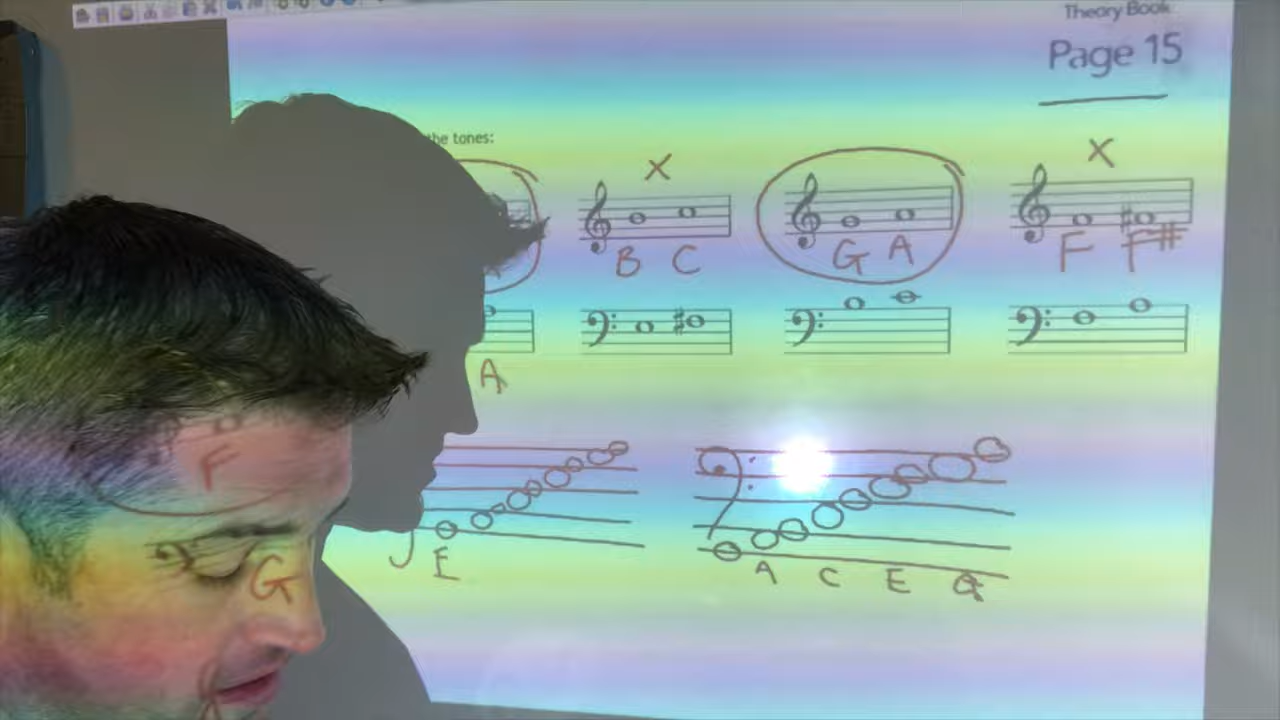 Theory Book
Page 15
the tones:
X X
B C G A F F#
A
F
G
E A C E G